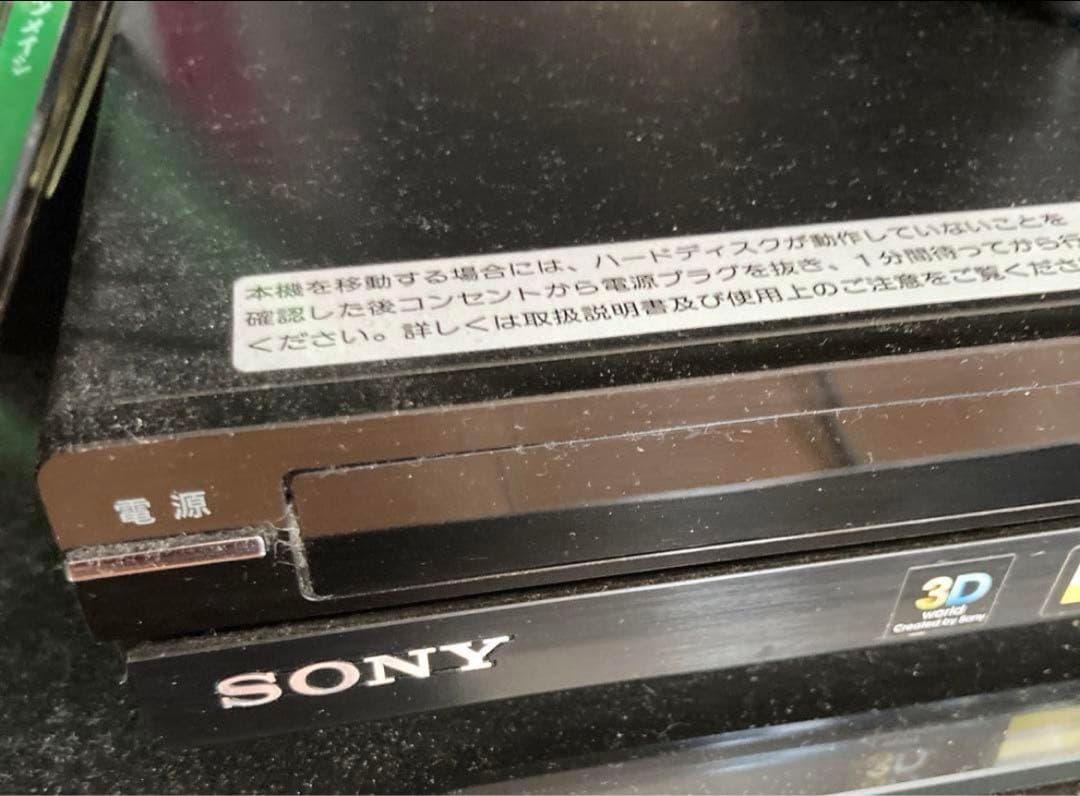 本機を移動する場合には、ハードディスクが動作していないことを
確認した後コンセントから電源プラグを抜き、1分間待ってから行
ください。詳しくは取扱説明書及び使用上のご注意をご覧くださ
電源
3D
world
Created by Sony
SONY